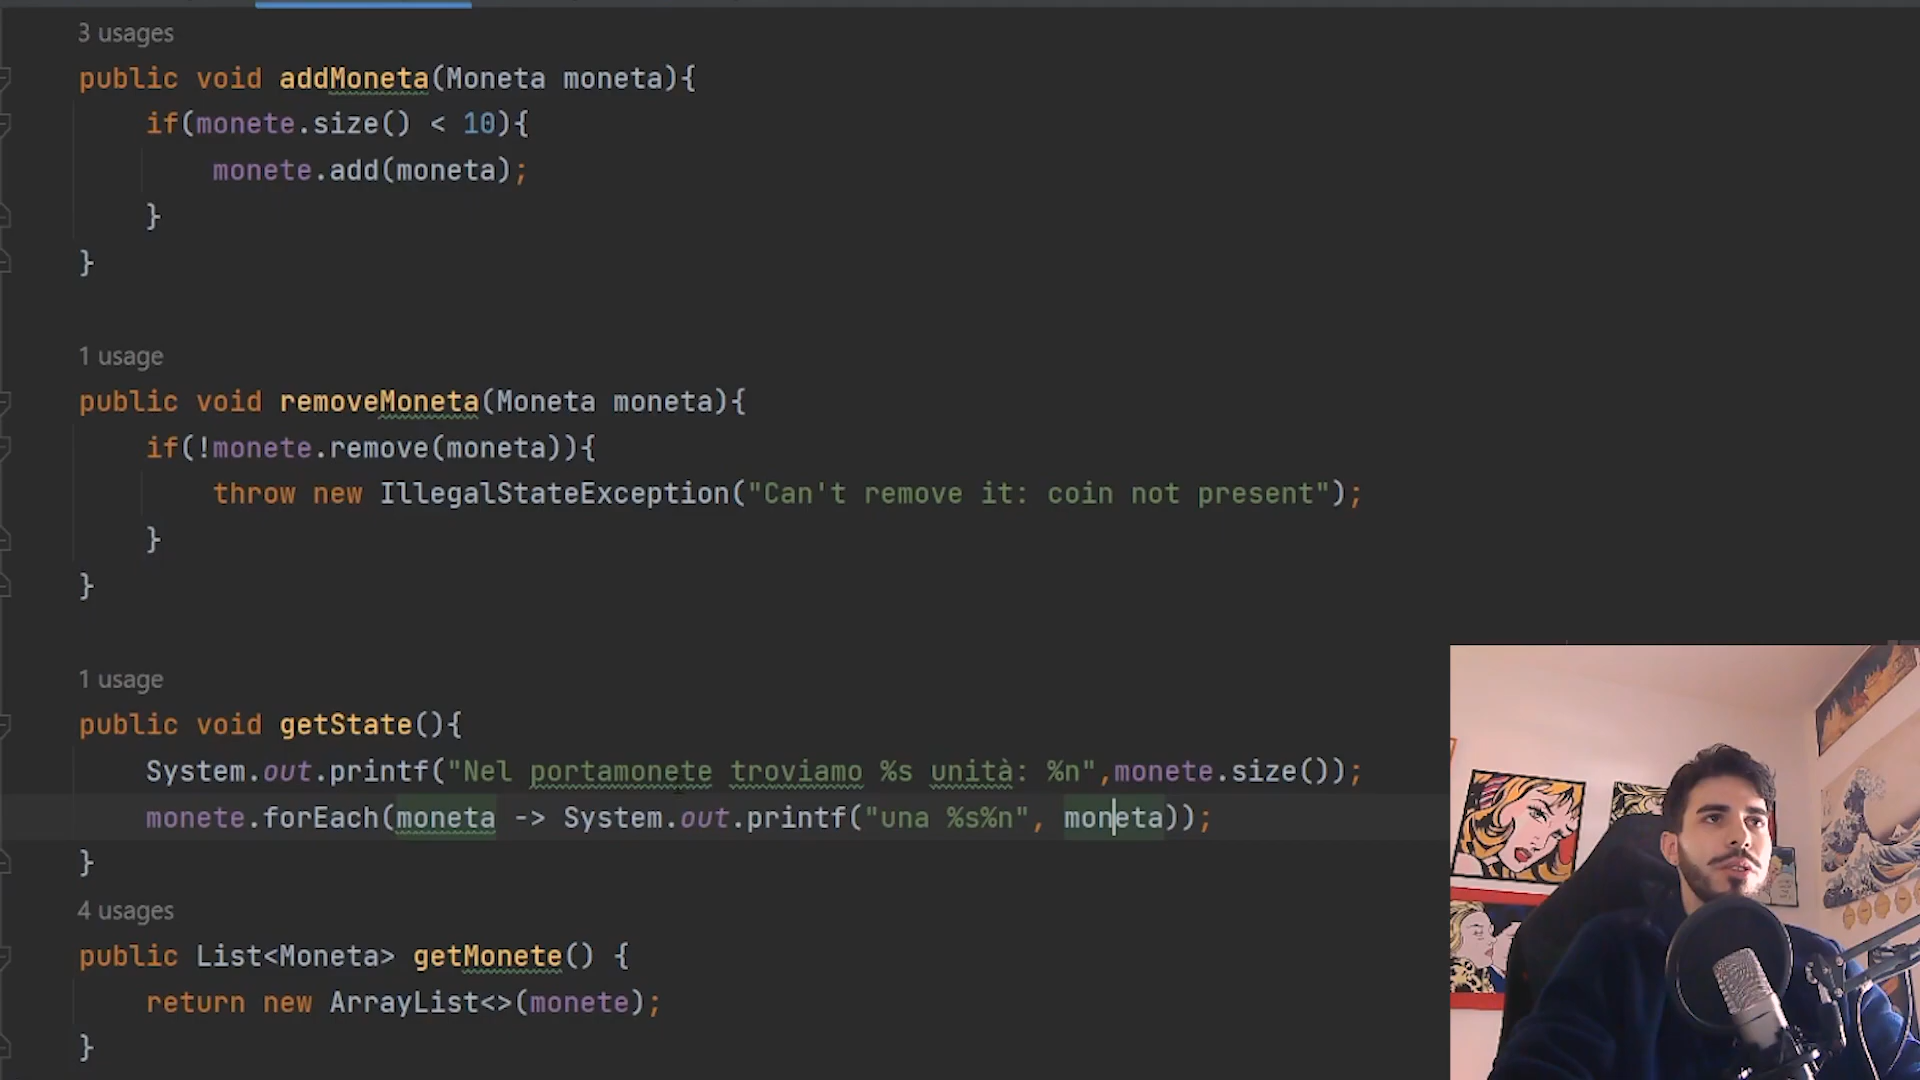 3 usages
public void addMoneta(Moneta moneta){
if(monete.size() < 10){
monete.add(moneta);
}
}
1 usage
public void removeMoneta(Moneta moneta){
if(!monete.remove(moneta)){
throw new IllegalStateException("Can't remove it: coin not present");
}
}
1 usage
public void getState(){
System.out.printf("Nel portamonete troviamo %s unità: %n",monete.size());
monete.forEach(moneta -> System.out.printf("una %s%n", moneta));
}
4 usages
public List<Moneta> getMonete() {
return new ArrayList<>(monete);
}